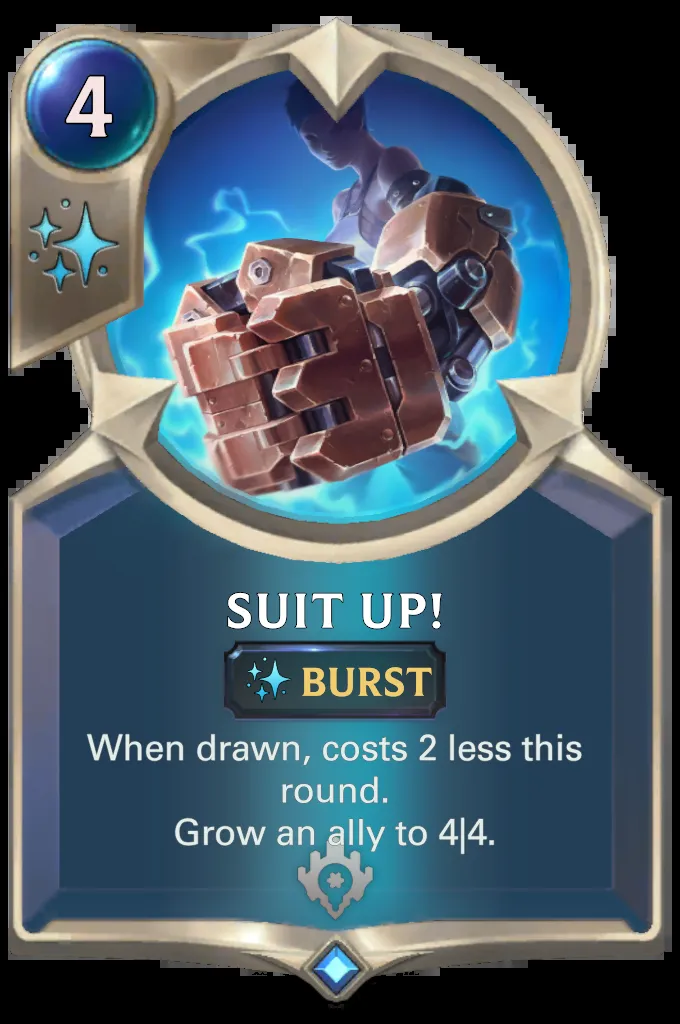 4
SUIT UP!
BURST
When drawn, costs 2 less this
round.
Grow an ally to 4|4.